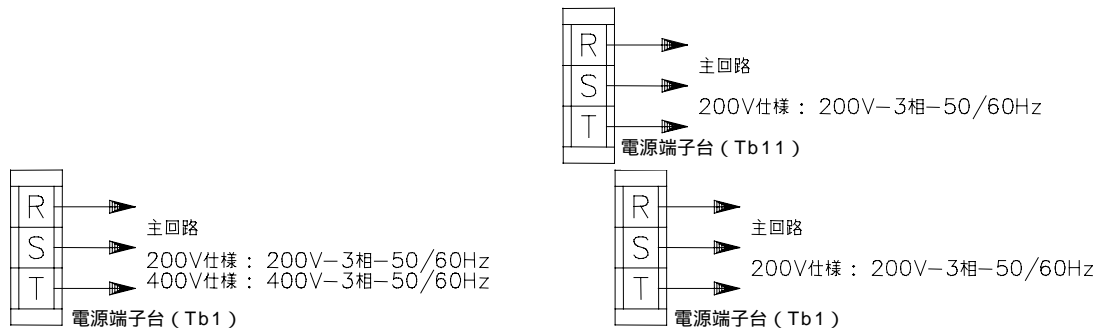 R
S
T
主回路
200V仕様： 200V-3相-50/60Hz
電源端子台（Tb11）
R
S
T
主回路
200V仕様： 200V-3相-50/60Hz
400V仕様： 400V-3相-50/60Hz
電源端子台（Tb1）
R
S
T
主回路
200V仕様： 200V-3相-50/60Hz
電源端子台（Tb1）